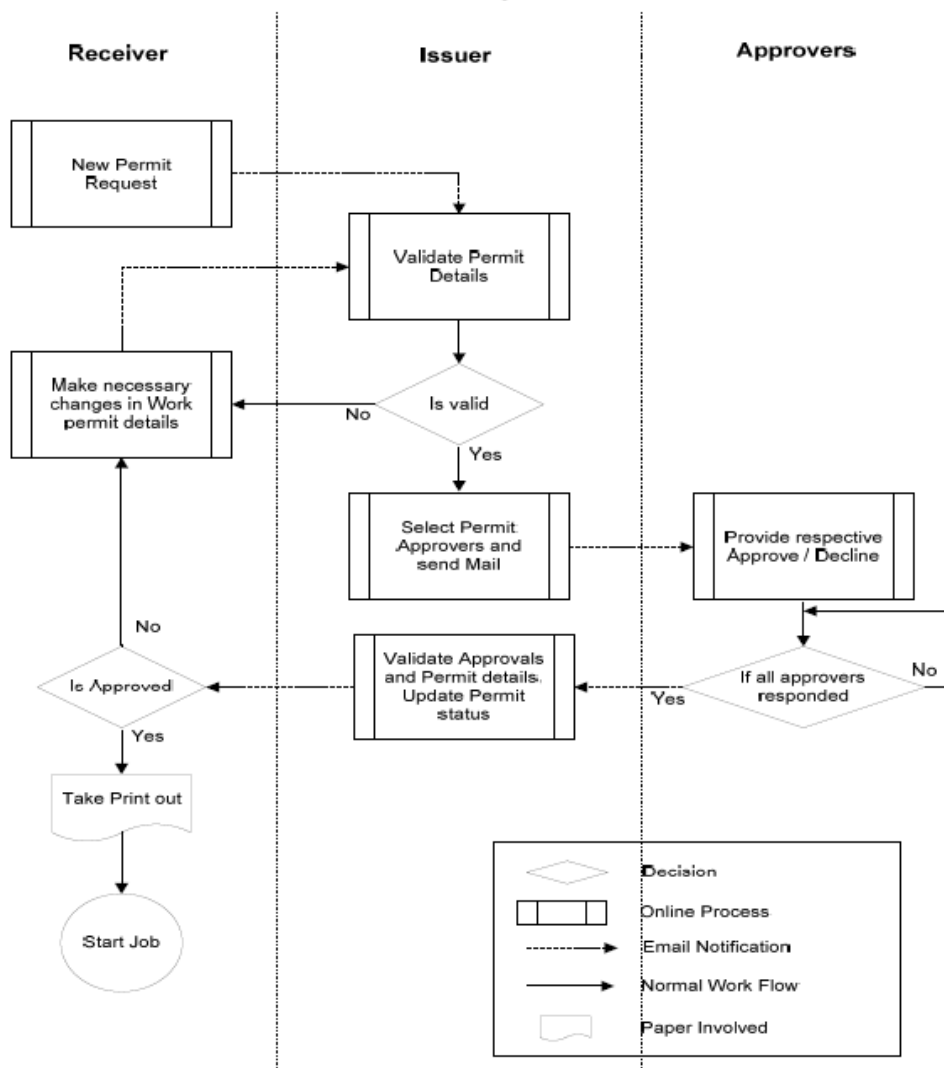 Receiver
Issuer
Approvers
New Permit
Request
Validate Permit
Details
Make necessary
changes in Work
permit details
No
Is valid
Yes
Select Permit
Approvers and
send Mail
Provide respective
Approve / Decline
No
Is Approved
Validate Approvals
and Permit details.
Update Permit
status
Yes
If all approvers
responded
No
Yes
Take Print out
Start Job
Decision
Online Process
Email Notification
Normal Work Flow
Paper Involved